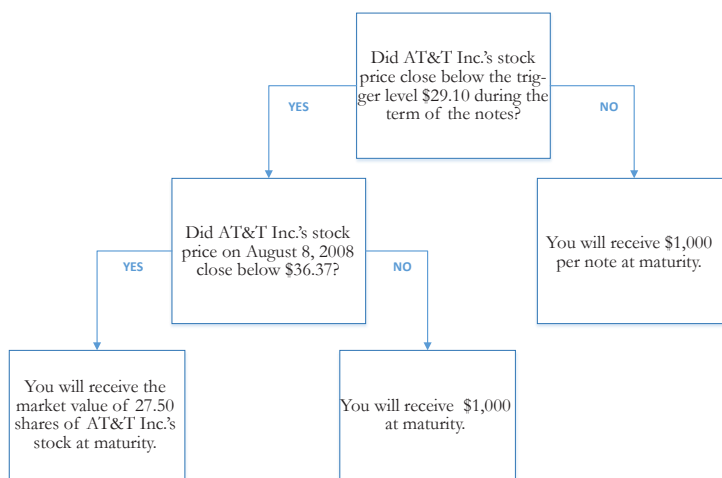 Did AT&T Inc.'s stock
price close below the trig-
ger level $29.10 during the
term of the notes?
YES
NO
Did AT&T Inc.'s stock
price on August 8, 2008
close below $36.37?
You will receive $1,000
per note at maturity.
YES
NO
You will receive the
market value of 27.50
shares of AT&T Inc.'s
stock at maturity.
You will receive $1,000
at maturity.